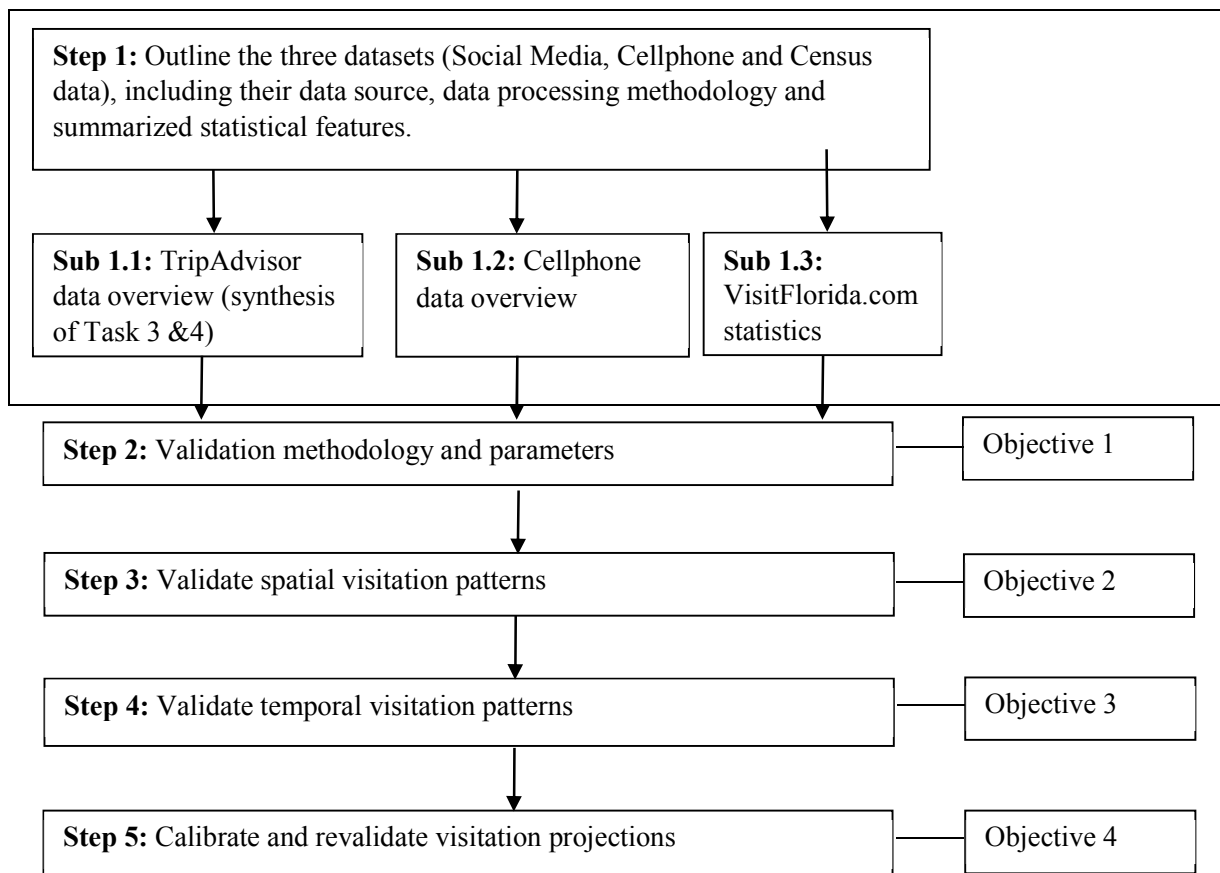 Step 1: Outline the three datasets (Social Media, Cellphone and Census
data), including their data source, data processing methodology and
summarized statistical features.
Sub 1.1: TripAdvisor
data overview (synthesis
of Task 3 &4)
Sub 1.2: Cellphone
data overview
Sub 1.3:
VisitFlorida.com
statistics
Step 2: Validation methodology and parameters
Objective 1
Step 3: Validate spatial visitation patterns
Objective 2
Step 4: Validate temporal visitation patterns
Objective 3
Step 5: Calibrate and revalidate visitation projections
Objective 4